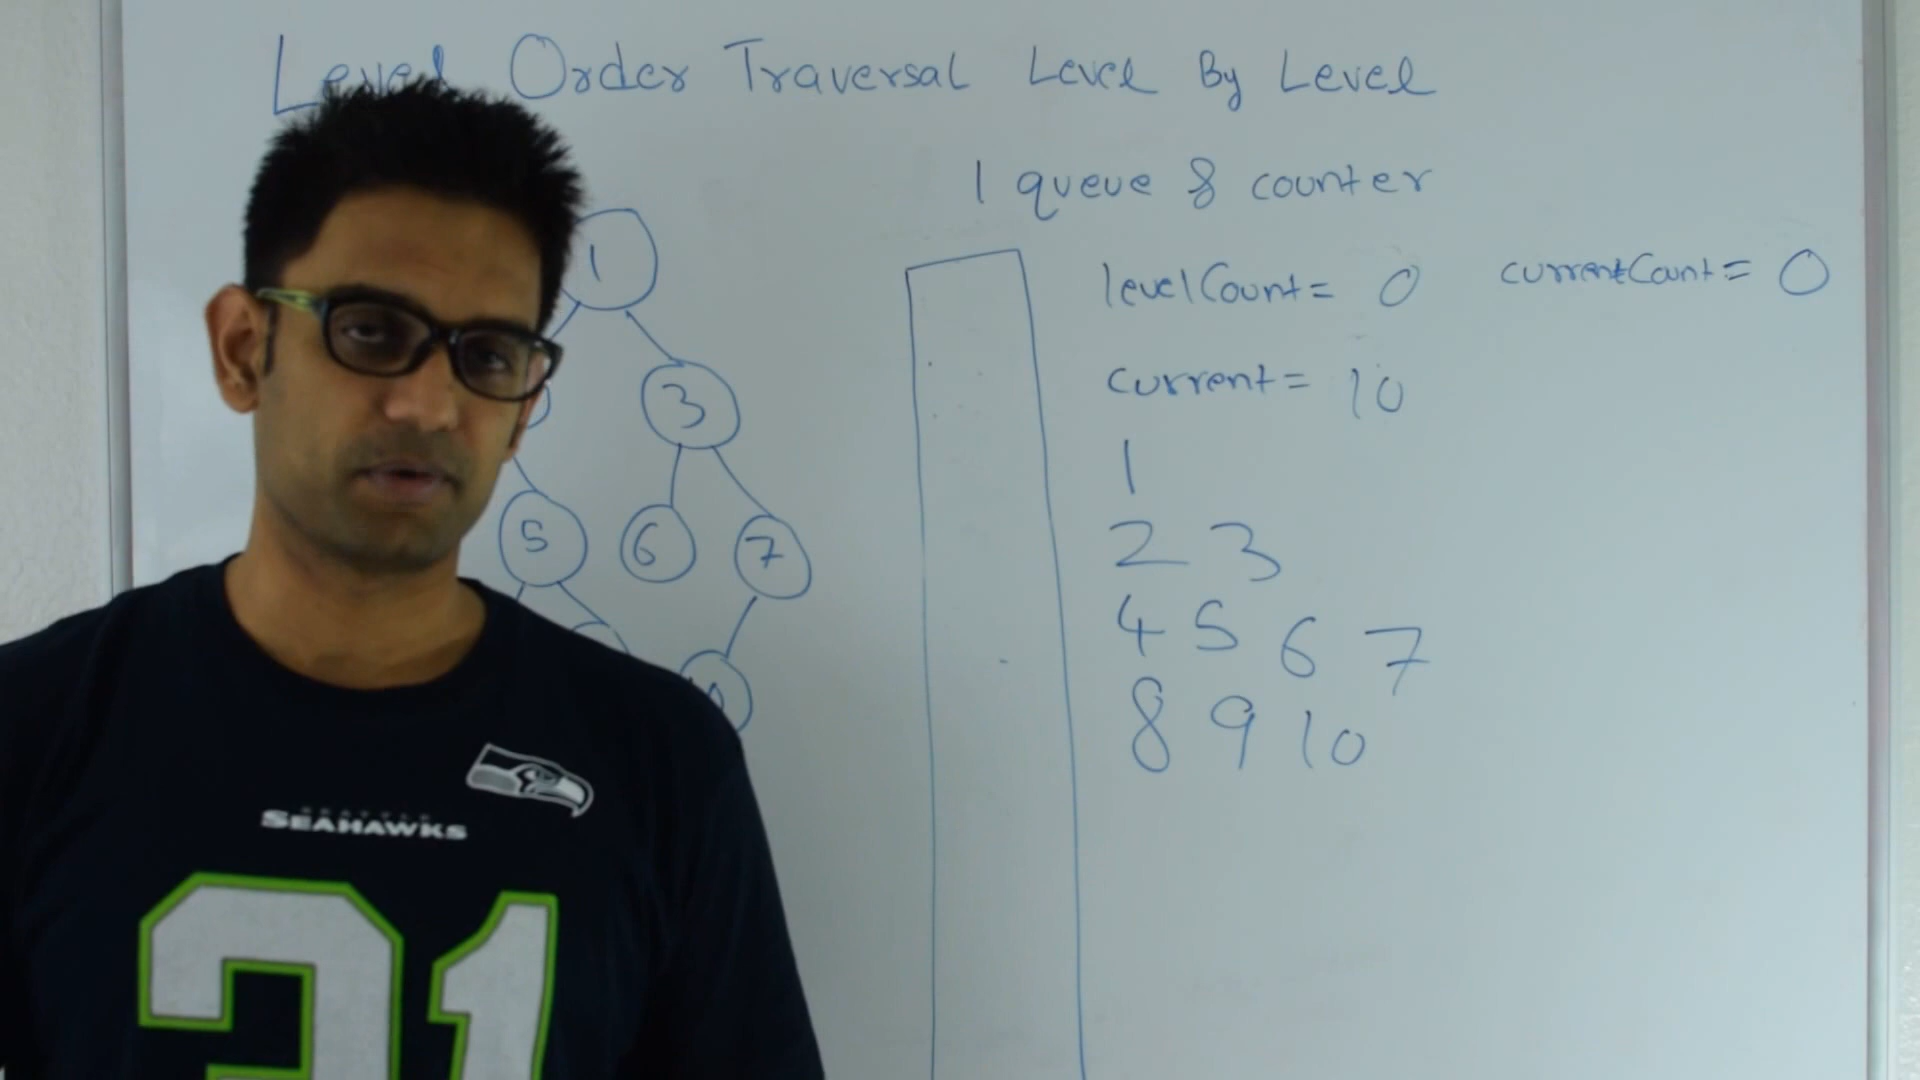 Level Order Traversal Level By Level
1 queue & counter
levelCount = 0 currentCount = 0
current = 10
1
2 3
4 5 6 7
8 9 10
1
3
5 6 7
SEAHAWKS
31